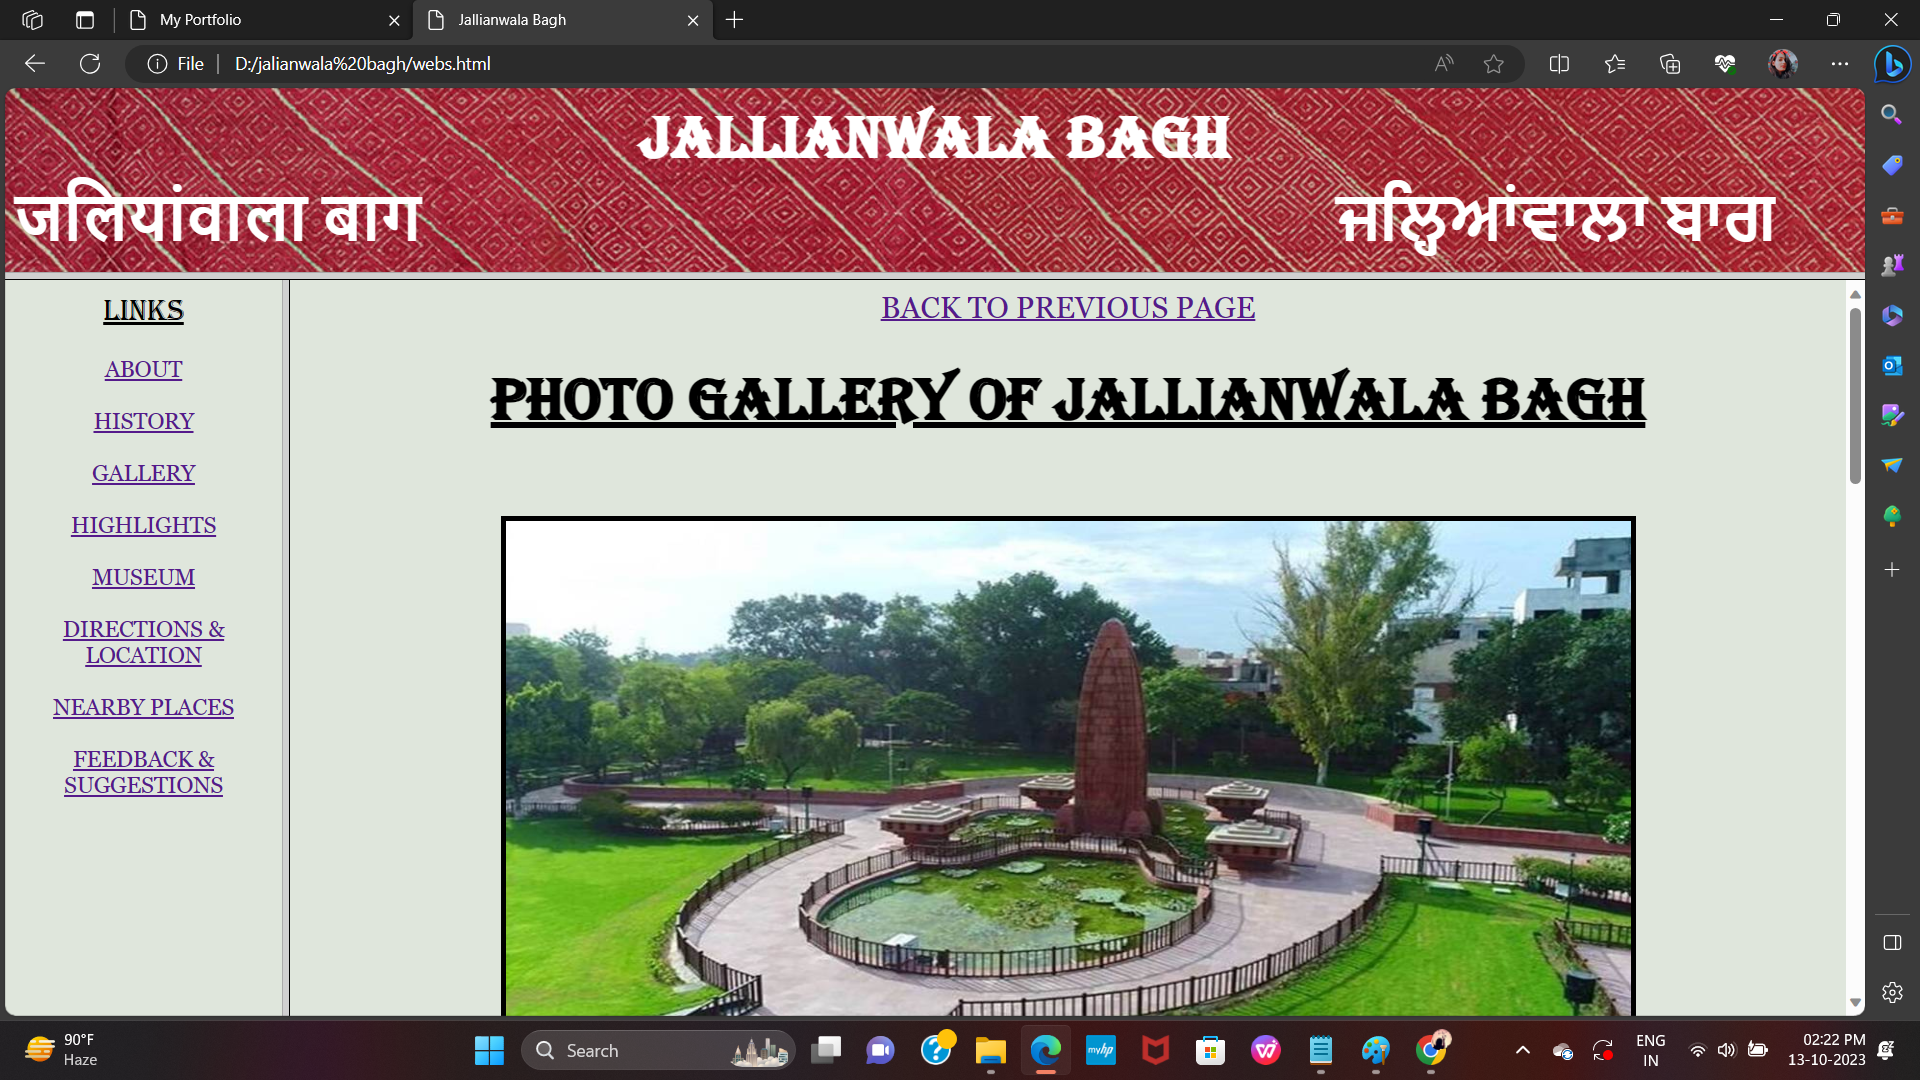 My Portfolio
Jallianwala Bagh
File
D:/jalianwala%20bagh/webs.html
JALLIANWALA BAGH
जलियांवाला बाग
ਜਲ੍ਹਿਆਂਵਾਲਾ ਬਾਗ
LINKS
ABOUT
HISTORY
GALLERY
HIGHLIGHTS
MUSEUM
DIRECTIONS &
LOCATION
NEARBY PLACES
FEEDBACK &
SUGGESTIONS
BACK TO PREVIOUS PAGE
PHOTO GALLERY OF JALLIANWALA BAGH
90°F
Haze
Search
myhp
ENG
IN
02:22 PM
13-10-2023